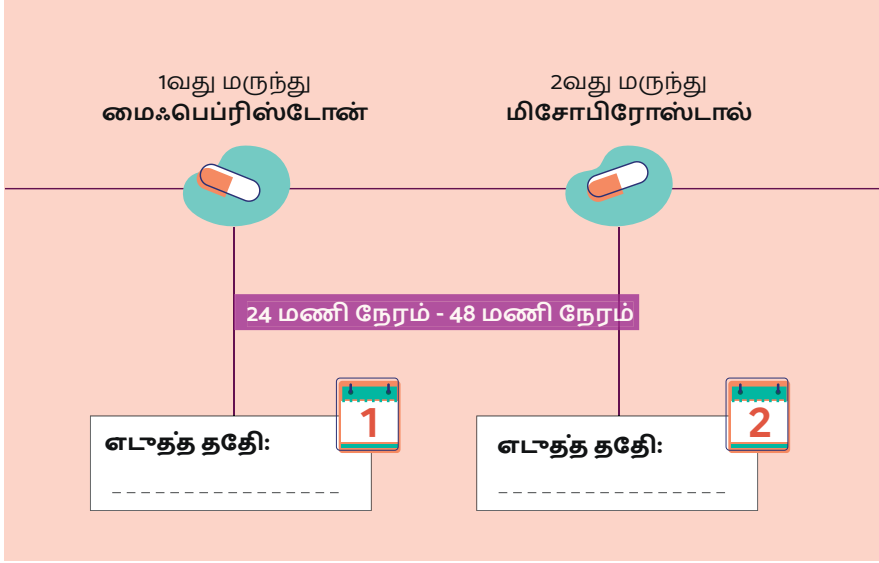 1வது மருந்து
மைஃபெப்ரிஸ்டோன்
2வது மருந்து
மிசோபிரோஸ்டால்
24 மணி நேரம் - 48 மணி நேரம்
1
எடுத்த ததேி:
2
எடுத்த ததேி: